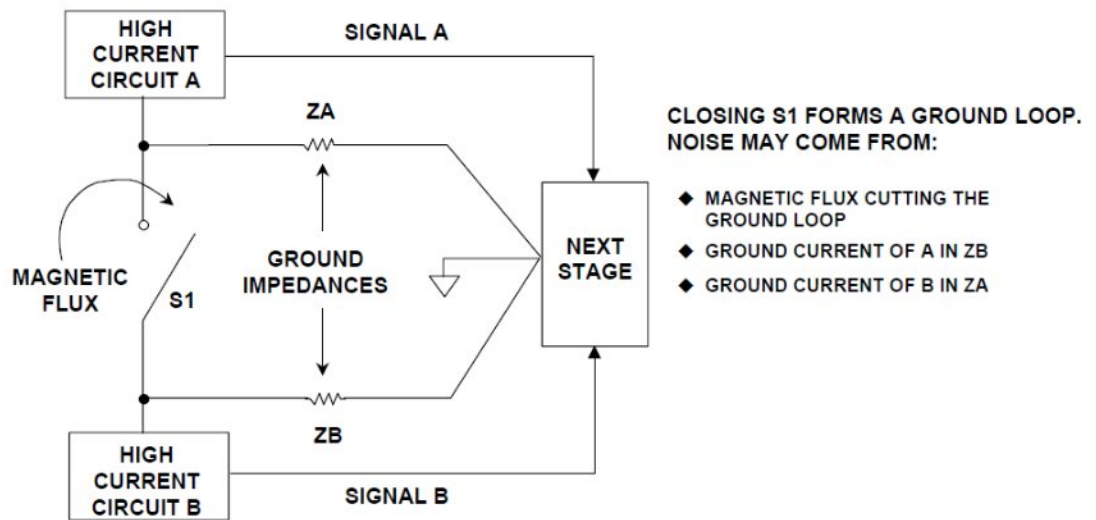 HIGH
CURRENT
CIRCUIT A
SIGNAL A
ZA
CLOSING S1 FORMS A GROUND LOOP.
NOISE MAY COME FROM:
◆ MAGNETIC FLUX CUTTING THE
GROUND LOOP
◆ GROUND CURRENT OF A IN ZB
◆ GROUND CURRENT OF B IN ZA
MAGNETIC
FLUX
S1
GROUND
IMPEDANCES
NEXT
STAGE
ZB
HIGH
CURRENT
CIRCUIT B
SIGNAL B